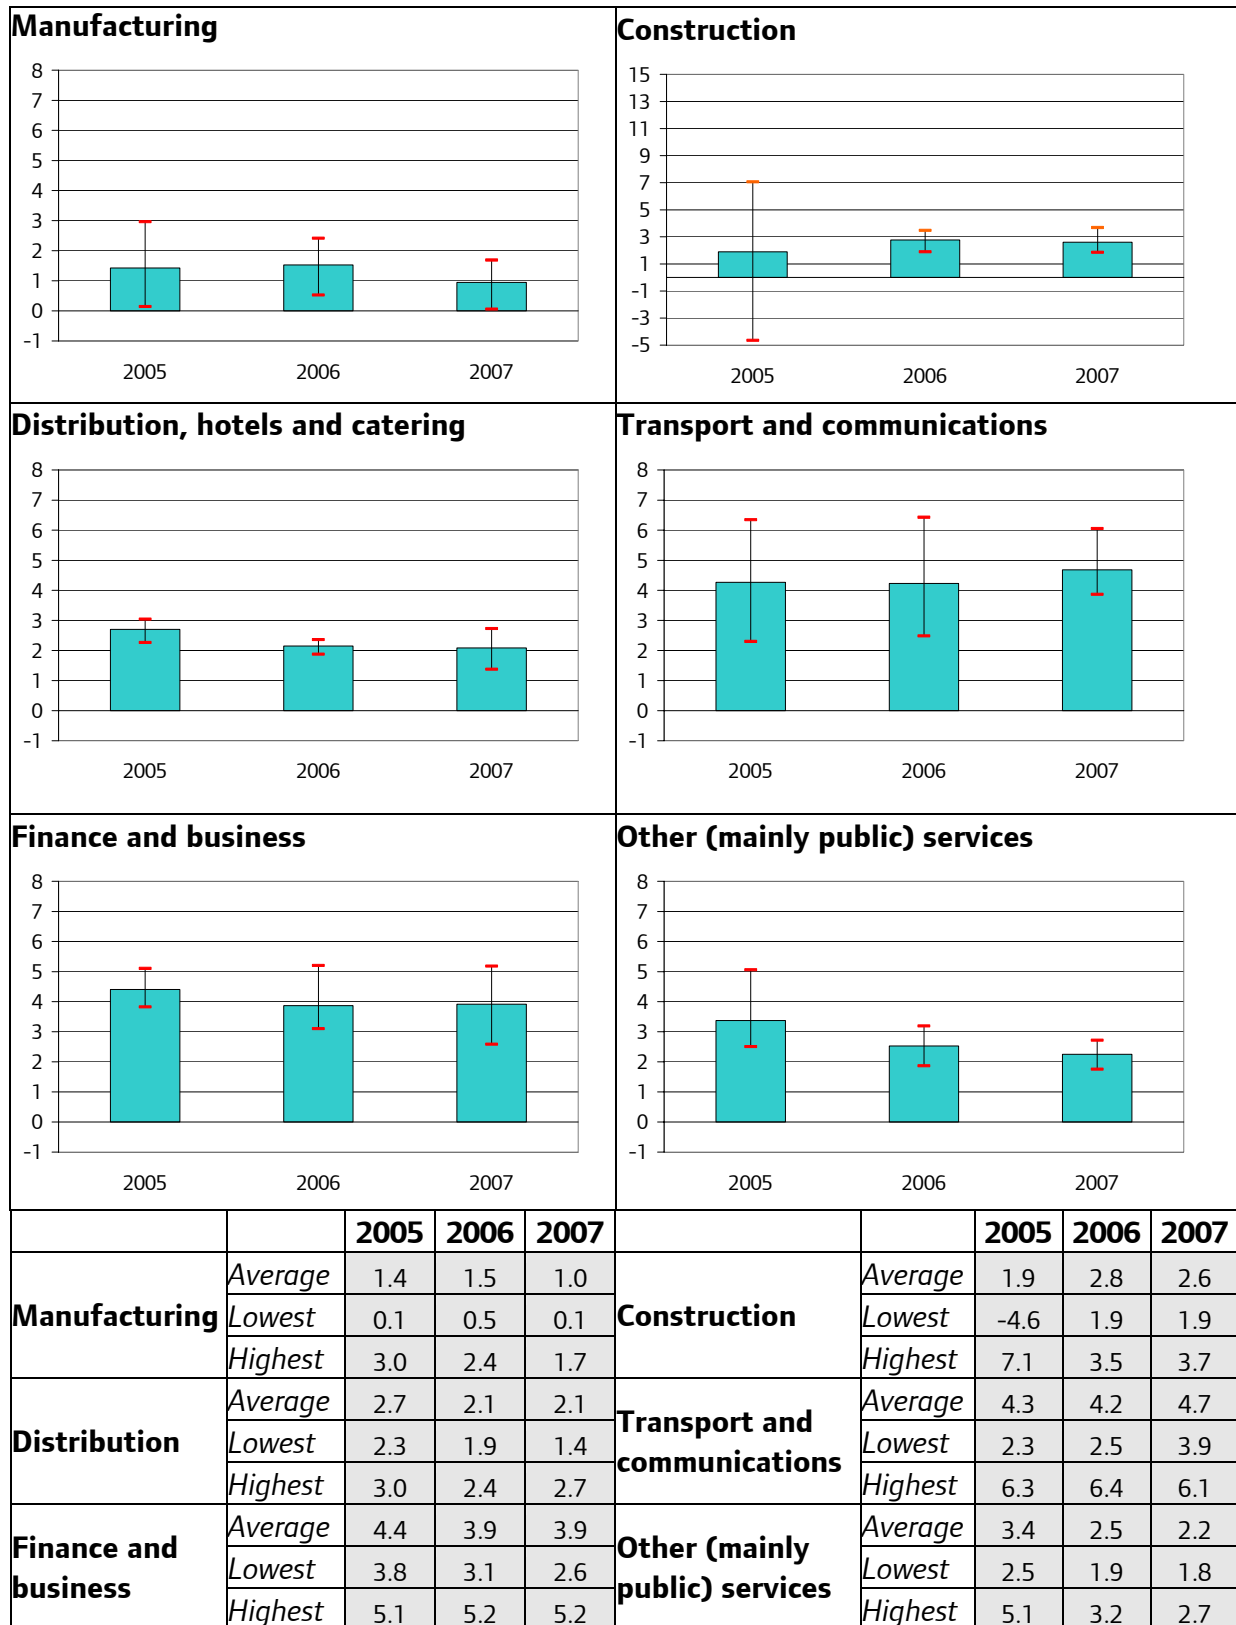 Manufacturing
8
7
6
5
4
3
2
1
0
-1
2005 2006 2007
Construction
15
13
11
9
7
5
3
1
-1
-3
-5
2005 2006 2007
Distribution, hotels and catering
8
7
6
5
4
3
2
1
0
-1
2005 2006 2007
Transport and communications
8
7
6
5
4
3
2
1
0
-1
2005 2006 2007
Finance and business
8
7
6
5
4
3
2
1
0
-1
2005 2006 2007
Other (mainly public) services
8
7
6
5
4
3
2
1
0
-1
2005 2006 2007
2005 2006 2007 2005 2006 2007
Manufacturing Average 1.4 1.5 1.0 Construction Average 1.9 2.8 2.6
Lowest 0.1 0.5 0.1 Lowest -4.6 1.9 1.9
Highest 3.0 2.4 1.7 Highest 7.1 3.5 3.7
Distribution Average 2.7 2.1 2.1 Transport and communications Average 4.3 4.2 4.7
Lowest 2.3 1.9 1.4 Lowest 2.3 2.5 3.9
Highest 3.0 2.4 2.7 Highest 6.3 6.4 6.1
Finance and business Average 4.4 3.9 3.9 Other (mainly public) services Average 3.4 2.5 2.2
Lowest 3.8 3.1 2.6 Lowest 2.5 1.9 1.8
Highest 5.1 5.2 5.2 Highest 5.1 3.2 2.7